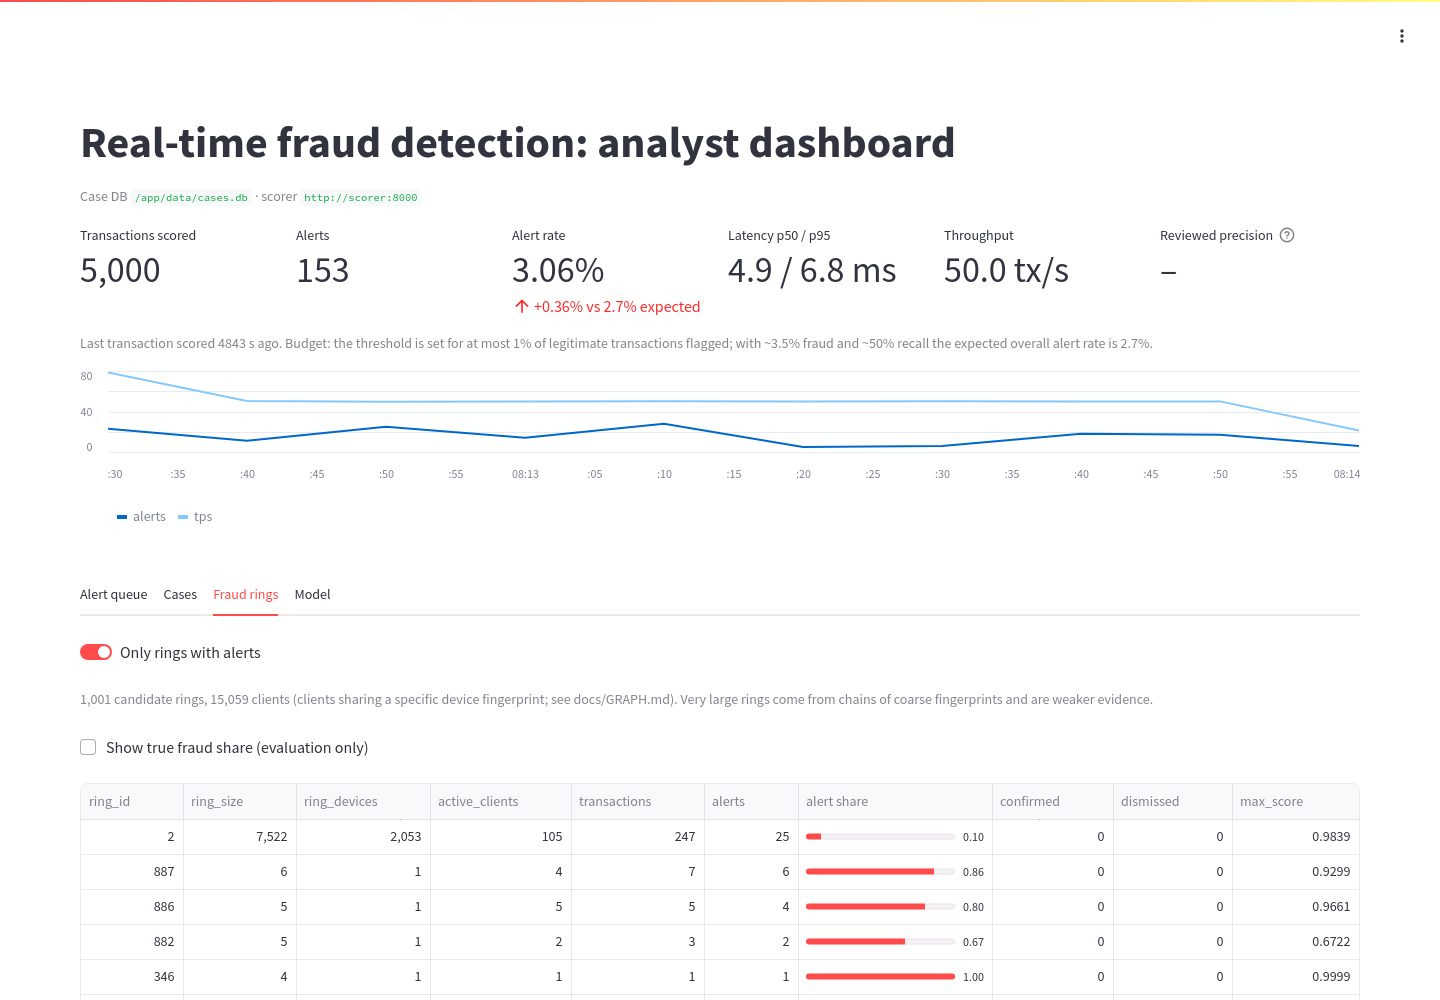 Real-time fraud detection: analyst dashboard
Case DB /app/data/cases.db · scorer http://scorer:8000
Transactions scored Alerts Alert rate Latency p50 / p95 Throughput Reviewed precision
5,000 153 3.06% 4.9 / 6.8 ms 50.0 tx/s –
+0.36% vs 2.7% expected
Last transaction scored 4843 s ago. Budget: the threshold is set for at most 1% of legitimate transactions flagged; with ~3.5% fraud and ~50% recall the expected overall alert rate is 2.7%.
80
40
0
:30 :35 :40 :45 :50 :55 08:13 :05 :10 :15 :20 :25 :30 :35 :40 :45 :50 :55 08:14
alerts tps
Alert queue Cases Fraud rings Model
Only rings with alerts
1,001 candidate rings, 15,059 clients (clients sharing a specific device fingerprint; see docs/GRAPH.md). Very large rings come from chains of coarse fingerprints and are weaker evidence.
Show true fraud share (evaluation only)
ring_id ring_size ring_devices active_clients transactions alerts alert share confirmed dismissed max_score
2 7,522 2,053 105 247 25 0.10 0 0 0.9839
887 6 1 4 7 6 0.86 0 0 0.9299
886 5 1 5 5 4 0.80 0 0 0.9661
882 5 1 2 3 2 0.67 0 0 0.6722
346 4 1 1 1 1 1.00 0 0 0.9999